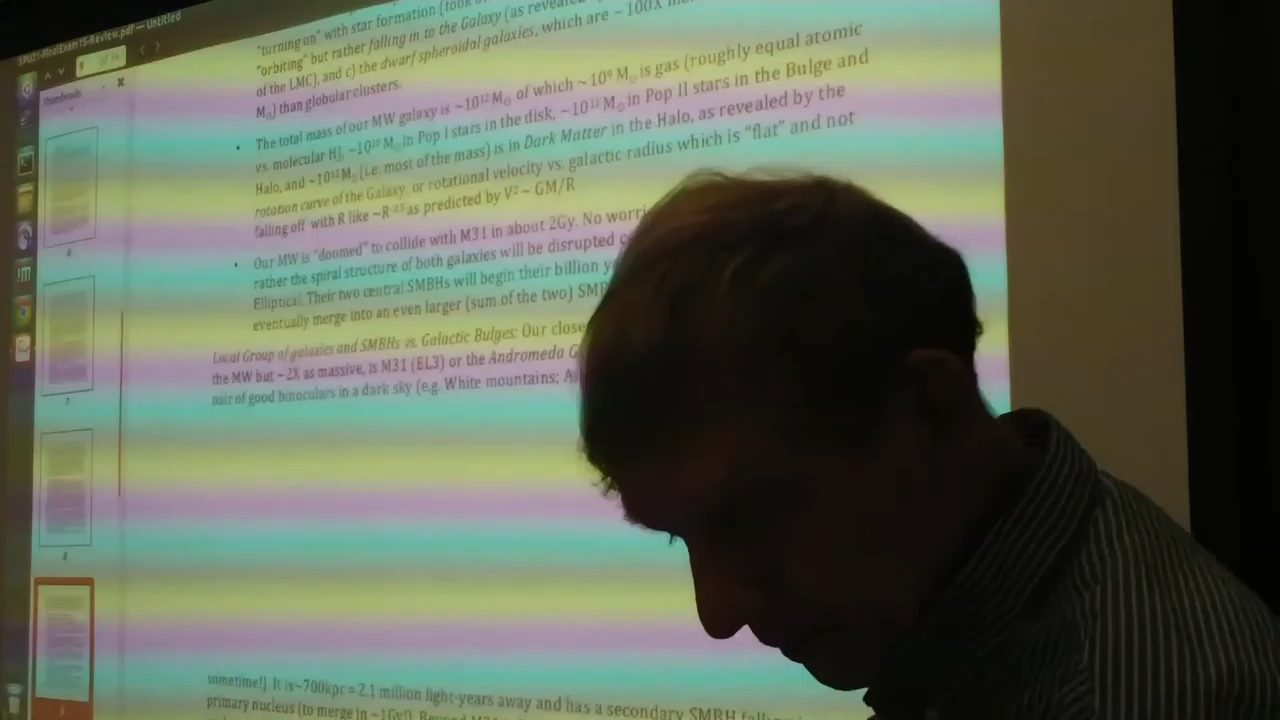 SPU21-FinalExam15-Review.pdf — Untitled
9
Thumbnails
"turning on" with star formation
"orbiting" but rather falling in to the Galaxy (as revealed
of the LMC), and c) the dwarf spheroidal galaxies, which are ~ 100X
M☉) than globular clusters.
• The total mass of our MW galaxy is ~10¹²M☉ of which ~ 10⁹ M☉ is gas (roughly equal atomic
vs. molecular H], ~10¹⁰ M☉ in Pop I stars in the disk, ~10¹¹ M☉ in Pop II stars in the Bulge and
Halo, and ~10¹² M☉ (i.e. most of the mass) is in Dark Matter in the Halo, as revealed by the
rotation curve of the Galaxy or rotational velocity vs. galactic radius which is "flat" and not
falling off with R like ~R as predicted by V² ~ GM/R
• Our MW is "doomed" to collide with M31 in about 2Gy. No worri
rather the spiral structure of both galaxies will be disrupted
Elliptical. Their two central SMBHs will begin their billion y
eventually merge into an even larger (sum of the two) SMB
Local Group of galaxies and SMBHs vs. Galactic Bulges: Our close
the MW but ~2X as massive, is M31 (EL3) or the Andromeda G
pair of good binoculars in a dark sky (e.g. White mountains; A
6
7
8
sometime!]. It is ~700kpc = 2.1 million light-years away and has a secondary SMBH
primary nucleus (to merge in ~1Gy!). Beyond